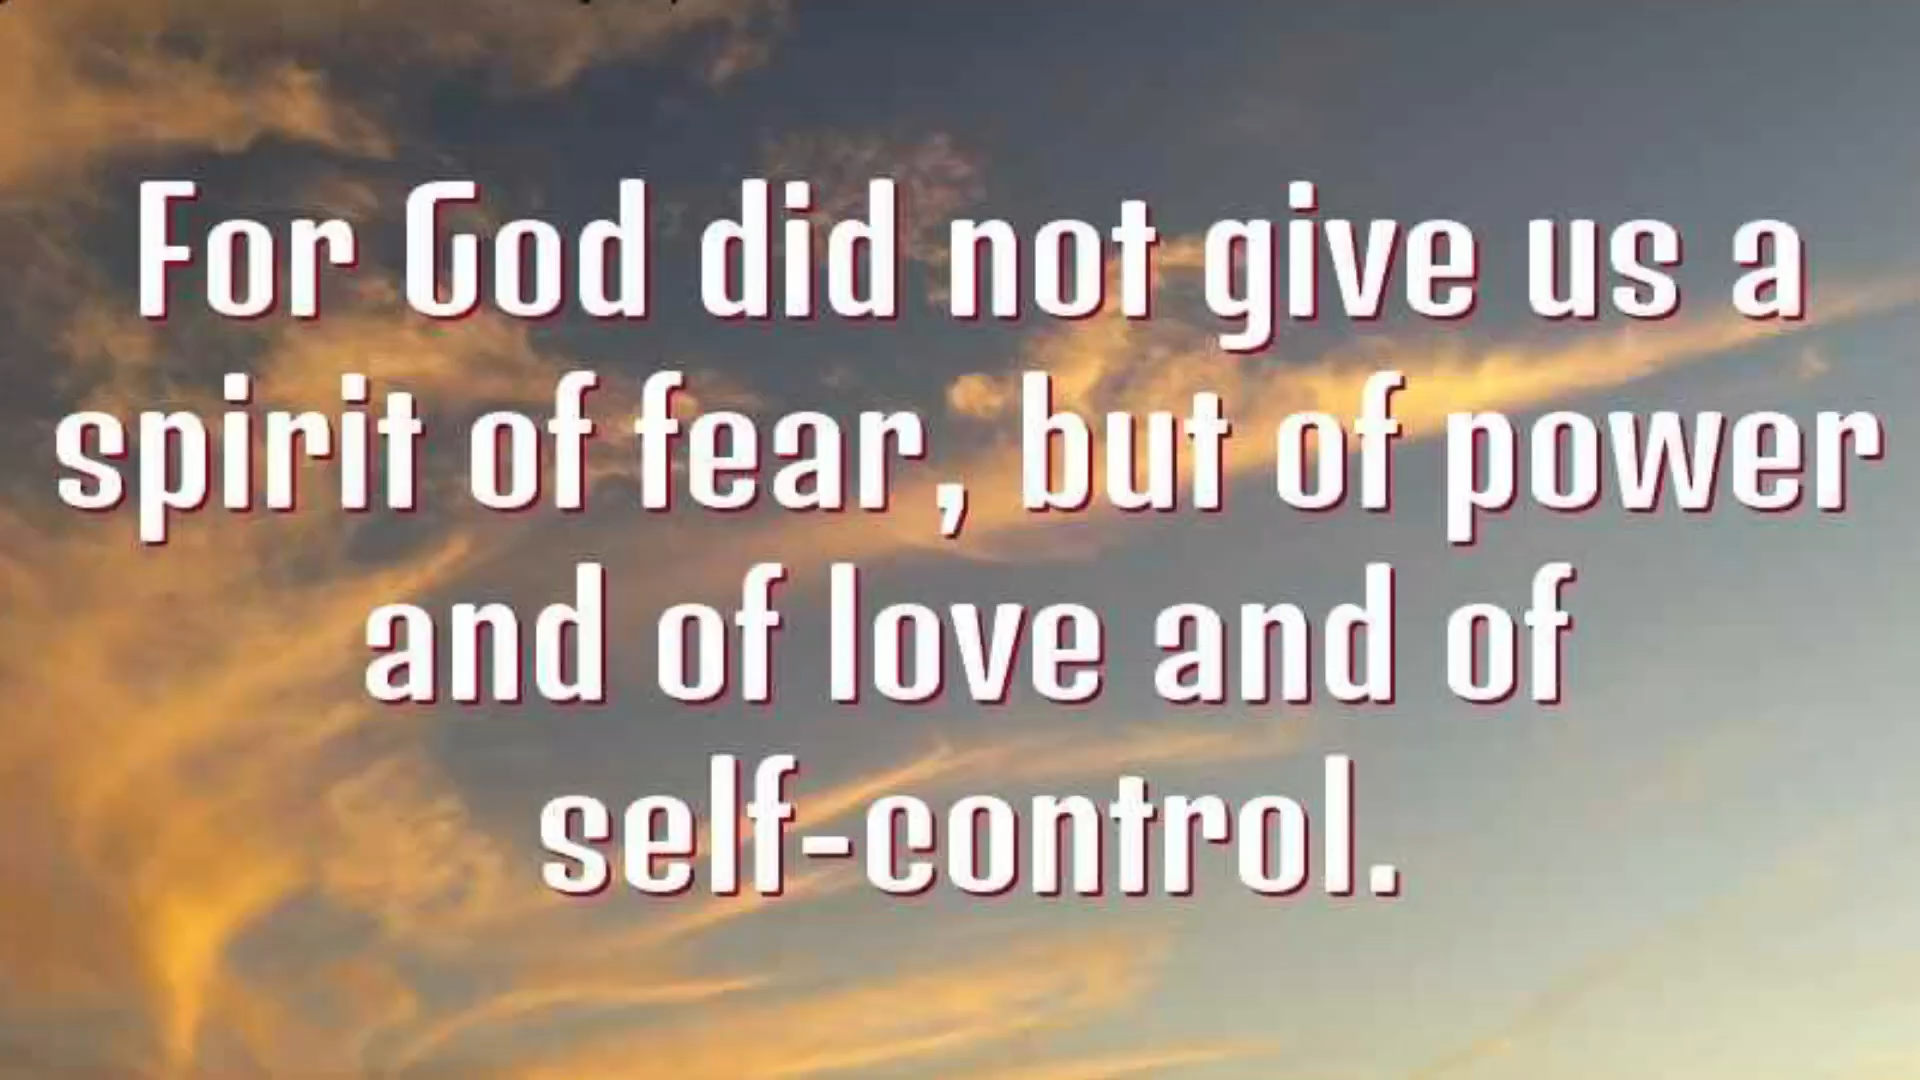 For God did not give us a
spirit of fear, but of power
and of love and of
self-control.